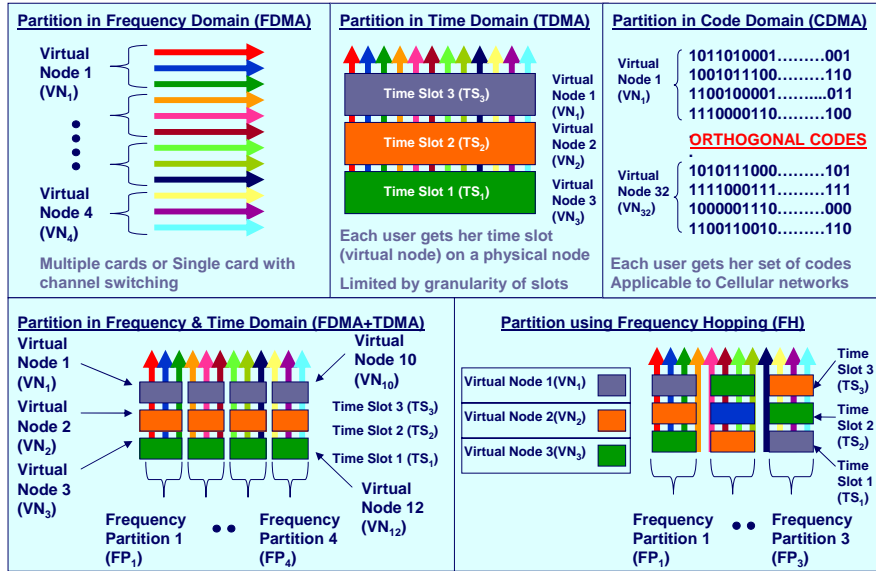 Partition in Frequency Domain (FDMA)
Virtual
Node 1
(VN1)
Virtual
Node 4
(VN4)
Multiple cards or Single card with
channel switching
Partition in Time Domain (TDMA)
Time Slot 3 (TS3)
Time Slot 2 (TS2)
Time Slot 1 (TS1)
Virtual
Node 1
(VN1)
Virtual
Node 2
(VN2)
Virtual
Node 3
(VN3)
Each user gets her time slot
(virtual node) on a physical node
Limited by granularity of slots
Partition in Code Domain (CDMA)
Virtual
Node 1
(VN1)
1011010001.........001
1001011100.........110
1100100001.........011
1110000110.........100
ORTHOGONAL CODES
Virtual
Node 32
(VN32)
1010111000.........101
1111000111.........111
1000001110.........000
1100110010.........110
Each user gets her set of codes
Applicable to Cellular networks
Partition in Frequency & Time Domain (FDMA+TDMA)
Virtual
Node 1
(VN1)
Virtual
Node 2
(VN2)
Virtual
Node 3
(VN3)
Virtual
Node 10
(VN10)
Time Slot 3 (TS3)
Time Slot 2 (TS2)
Time Slot 1 (TS1)
Virtual
Node 12
(VN12)
Frequency
Partition 1
(FP1)
Frequency
Partition 4
(FP4)
Partition using Frequency Hopping (FH)
Virtual Node 1(VN1)
Virtual Node 2(VN2)
Virtual Node 3(VN3)
Time
Slot 3
(TS3)
Time
Slot 2
(TS2)
Time
Slot 1
(TS1)
Frequency
Partition 1
(FP1)
Frequency
Partition 3
(FP3)